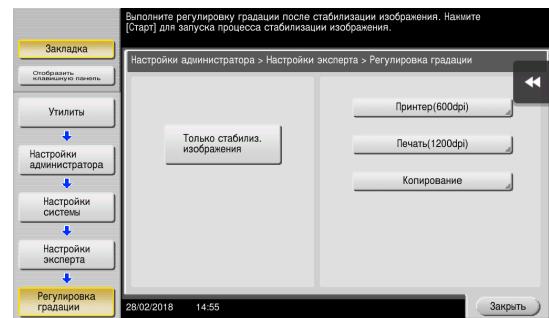 Выполните регулировку градации после стабилизации изображения. Нажмите
[Старт] для запуска процесса стабилизации изображения.
Закладка
Отобразить
клавишную панель
Настройки администратора > Настройки эксперта > Регулировка градации
Утилиты
Настройки
администратора
Настройки
системы
Настройки
эксперта
Регулировка
градации
Только стабилиз.
изображения
Принтер(600dpi)
Печать(1200dpi)
Копирование
28/02/2018 14:55
Закрыть